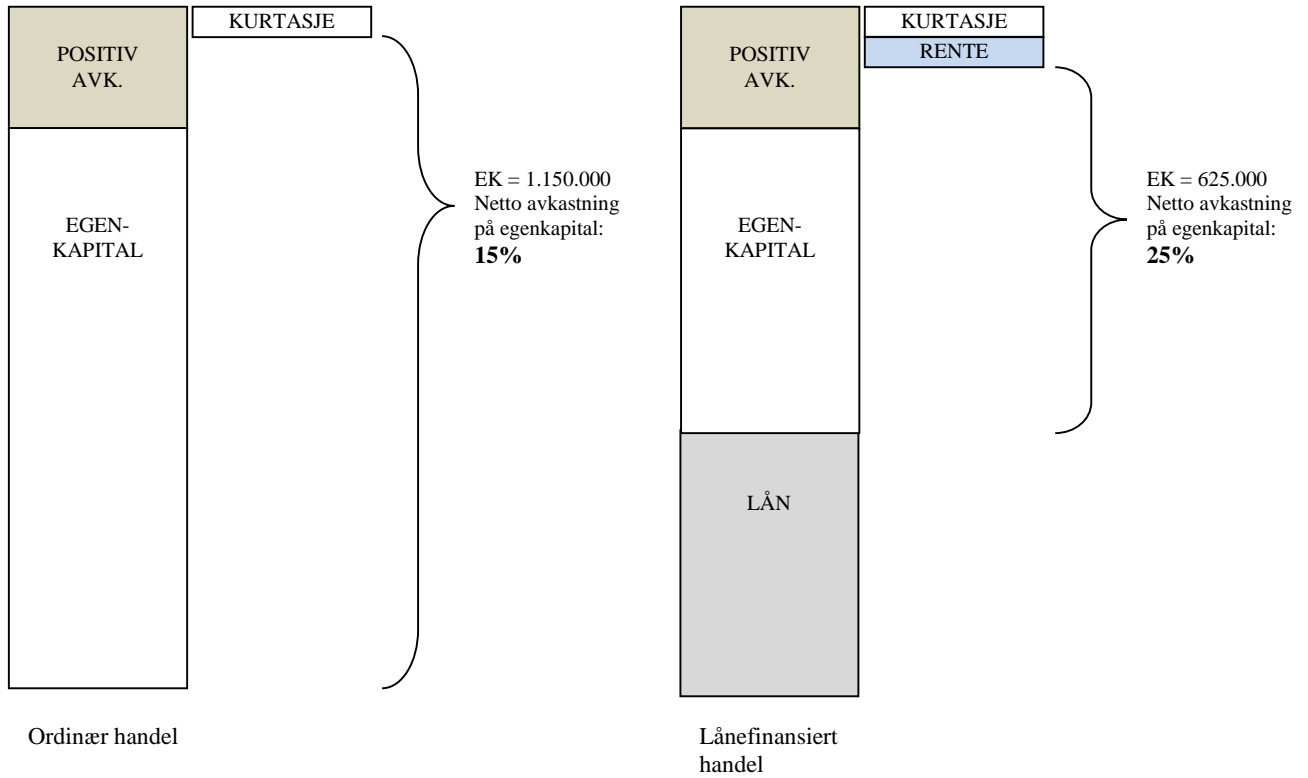 KURTASJE
POSITIV
AVK.
EGEN-
KAPITAL
EK = 1.150.000
Netto avkastning
på egenkapital:
15%
Ordinær handel
KURTASJE
RENTE
POSITIV
AVK.
EGEN-
KAPITAL
LÅN
EK = 625.000
Netto avkastning
på egenkapital:
25%
Lånefinansiert
handel